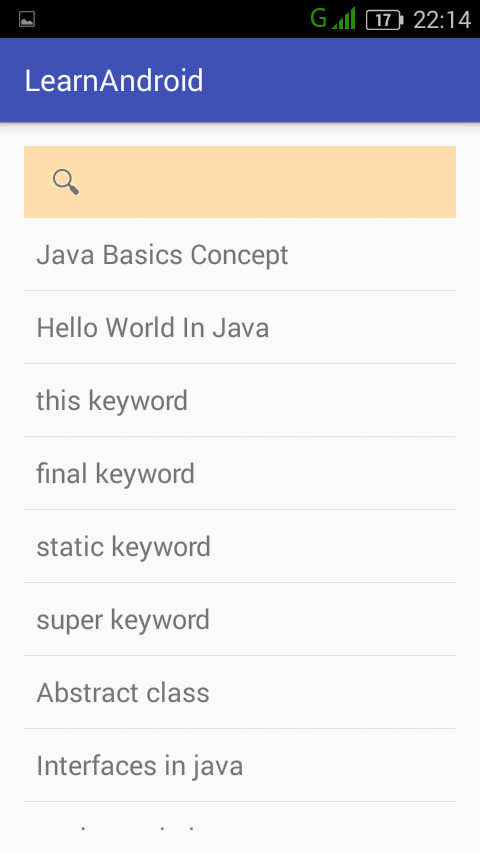 G 17 22:14
LearnAndroid
Java Basics Concept
Hello World In Java
this keyword
final keyword
static keyword
super keyword
Abstract class
Interfaces in java